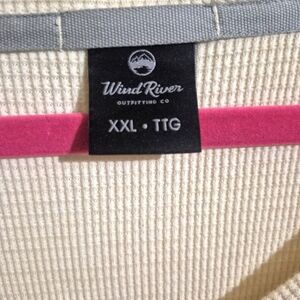 Wind River
OUTFITTING CO
XXL • TTG